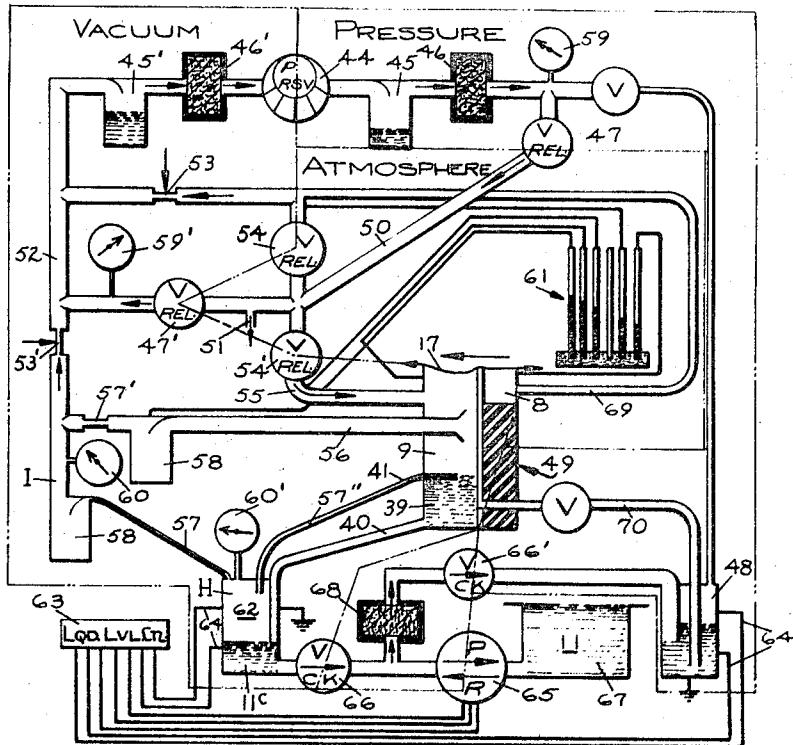 VACUUM PRESSURE
45' 46' P RSV 44 45 46 59
V 47
V REL
ATMOSPHERE
53
52 59' 54 V REL 50 61
V REL 47' 51 V REL 54' 17
53' 57' 55 8 69
56 9 49
I 60 58 41
58 57 60' 57" 39 40 V 70
H 62 68 V CK 66' 48
63 LQD. LVL. CTL 64 64
11c V CK 66 P R 65 U 67